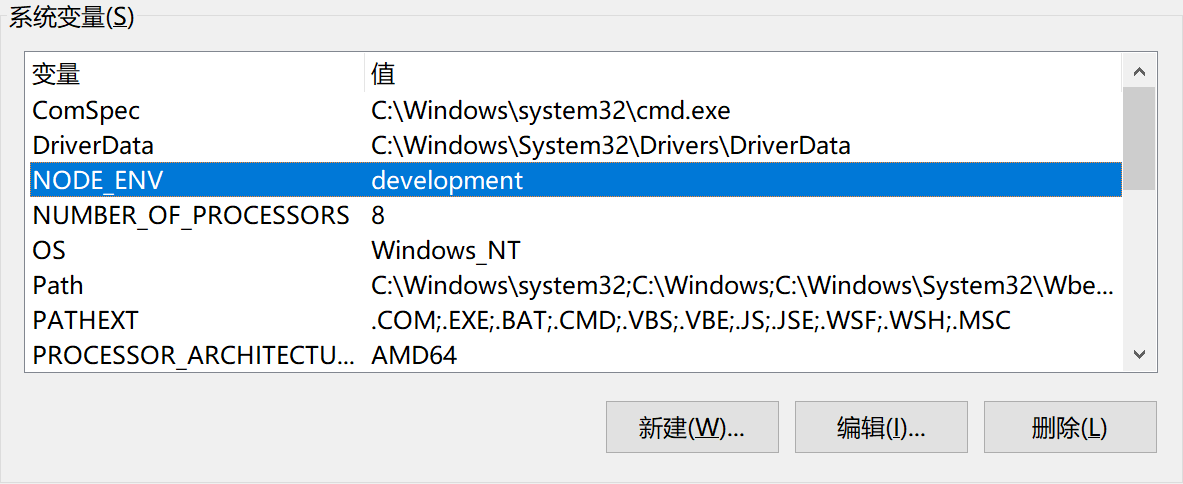 系统变量(S)
变量 值
ComSpec C:\Windows\system32\cmd.exe
DriverData C:\Windows\System32\Drivers\DriverData
NODE_ENV development
NUMBER_OF_PROCESSORS 8
OS Windows_NT
Path C:\Windows\system32;C:\Windows;C:\Windows\System32\Wbe...
PATHEXT .COM;.EXE;.BAT;.CMD;.VBS;.VBE;.JS;.JSE;.WSF;.WSH;.MSC
PROCESSOR_ARCHITECTU... AMD64
新建(W)... 编辑(I)... 删除(L)